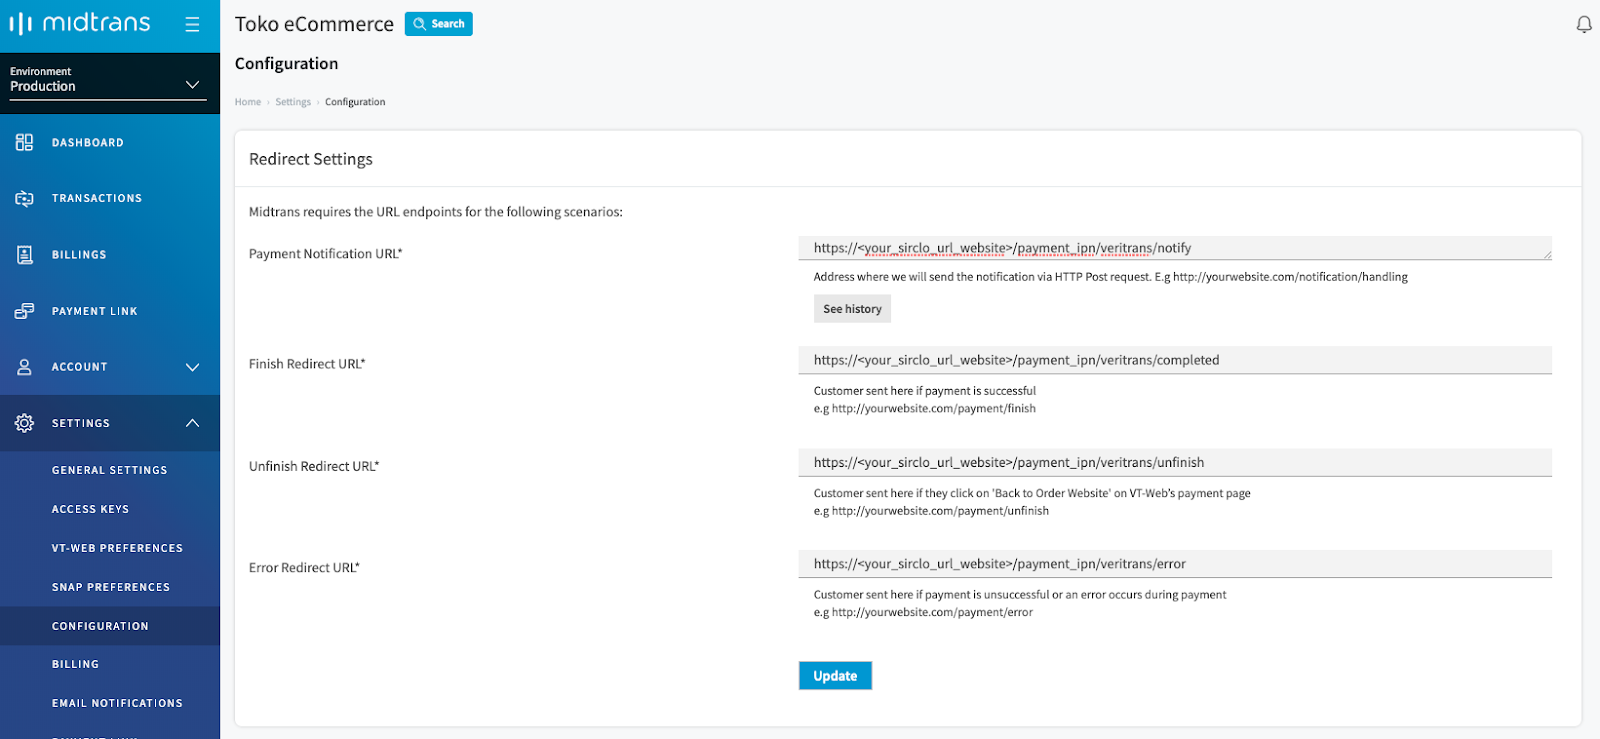 midtrans
Environment
Production
DASHBOARD
TRANSACTIONS
BILLINGS
PAYMENT LINK
ACCOUNT
SETTINGS
GENERAL SETTINGS
ACCESS KEYS
VT-WEB PREFERENCES
SNAP PREFERENCES
CONFIGURATION
BILLING
EMAIL NOTIFICATIONS
Toko eCommerce Search
Configuration
Home › Settings › Configuration
Redirect Settings
Midtrans requires the URL endpoints for the following scenarios:
Payment Notification URL*
https://<your_sirclo_url_website>/payment_ipn/veritrans/notify
Address where we will send the notification via HTTP Post request. E.g http://yourwebsite.com/notification/handling
See history
Finish Redirect URL*
https://<your_sirclo_url_website>/payment_ipn/veritrans/completed
Customer sent here if payment is successful
e.g http://yourwebsite.com/payment/finish
Unfinish Redirect URL*
https://<your_sirclo_url_website>/payment_ipn/veritrans/unfinish
Customer sent here if they click on 'Back to Order Website' on VT-Web's payment page
e.g http://yourwebsite.com/payment/unfinish
Error Redirect URL*
https://<your_sirclo_url_website>/payment_ipn/veritrans/error
Customer sent here if payment is unsuccessful or an error occurs during payment
e.g http://yourwebsite.com/payment/error
Update